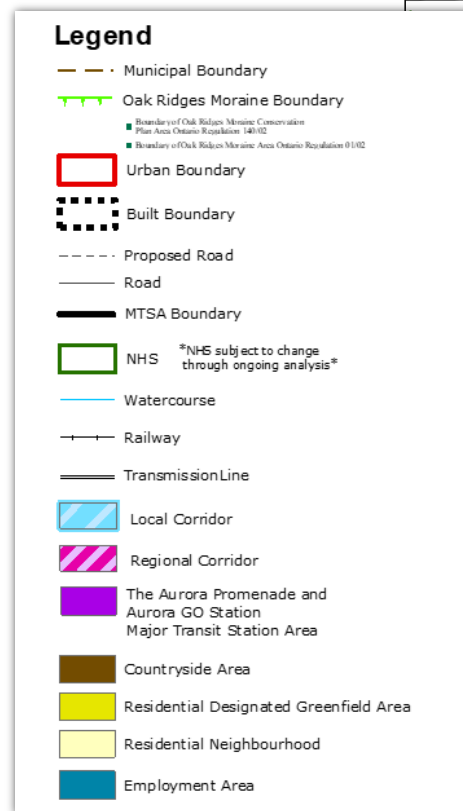 Legend
Municipal Boundary
Oak Ridges Moraine Boundary
Boundary of Oak Ridges Moraine Conservation
Plan Area Ontario Regulation 140/02
Boundary of Oak Ridges Moraine Area Ontario Regulation 01/02
Urban Boundary
Built Boundary
Proposed Road
Road
MTSA Boundary
NHS
*NHS subject to change
through ongoing analysis*
Watercourse
Railway
TransmissionLine
Local Corridor
Regional Corridor
The Aurora Promenade and
Aurora GO Station
Major Transit Station Area
Countryside Area
Residential Designated Greenfield Area
Residential Neighbourhood
Employment Area